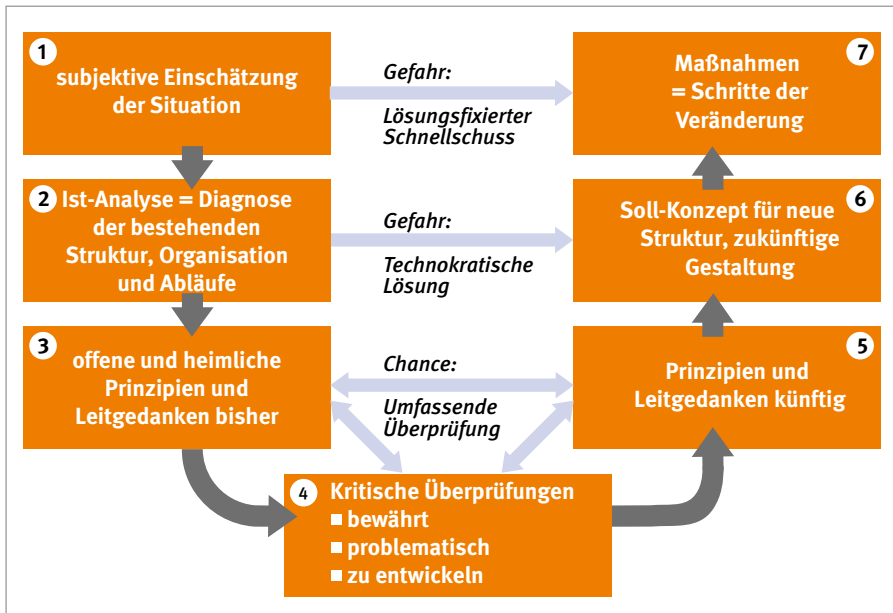 1
subjektive Einschätzung
der Situation
Gefahr:
Lösungsfixierter
Schnellschuss
7
Maßnahmen
= Schritte der
Veränderung
2
Ist-Analyse = Diagnose
der bestehenden
Struktur, Organisation
und Abläufe
Gefahr:
Technokratische
Lösung
6
Soll-Konzept für neue
Struktur, zukünftige
Gestaltung
3
offene und heimliche
Prinzipien und
Leitgedanken bisher
Chance:
Umfassende
Überprüfung
5
Prinzipien und
Leitgedanken künftig
4
Kritische Überprüfungen
bewährt
problematisch
zu entwickeln